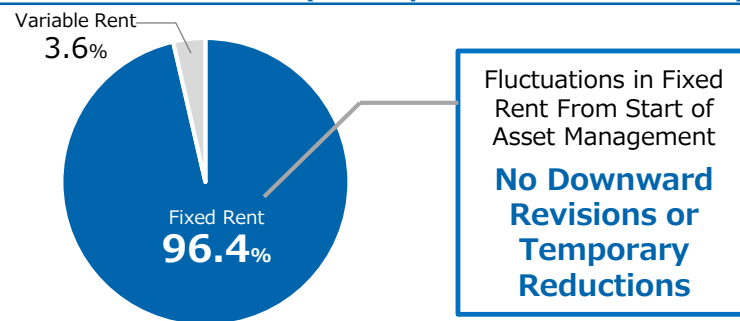 Variable Rent
3.6%
Fixed Rent
96.4%
Fluctuations in Fixed
Rent From Start of
Asset Management
No Downward
Revisions or
Temporary
Reductions